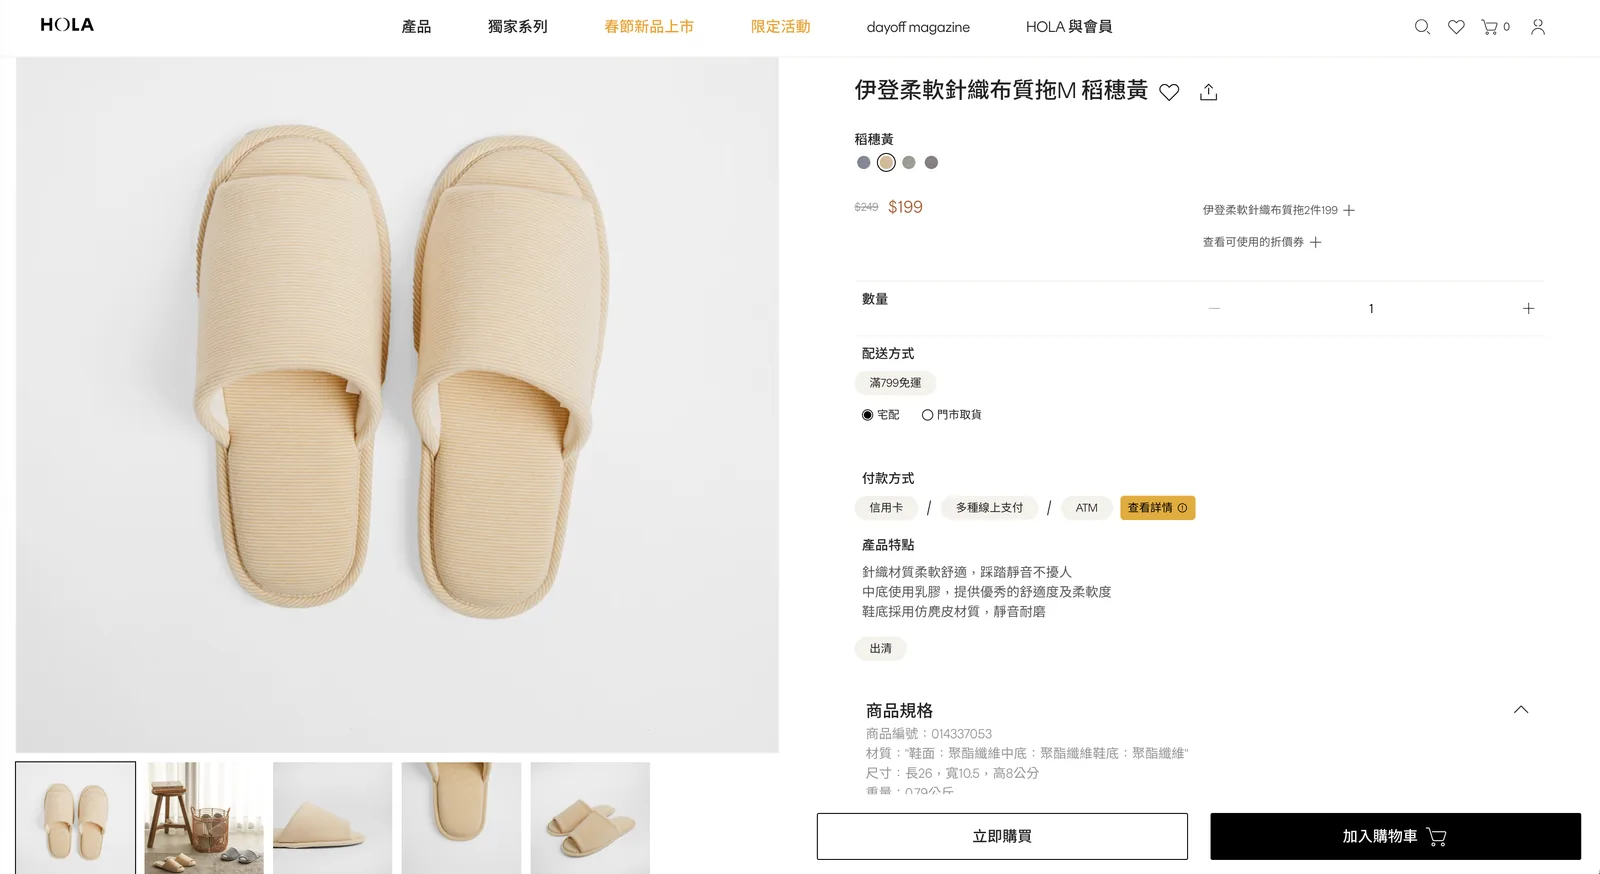 HOLA
產品
獨家系列
春節新品上市
限定活動
dayoff magazine
HOLA 與會員
0
伊登柔軟針織布質拖M 稻穗黃
稻穗黃
$249 $199
伊登柔軟針織布質拖2件199
查看可使用的折價券
數量
1
配送方式
滿799免運
宅配
門市取貨
付款方式
信用卡 / 多種線上支付 / ATM 查看詳情
產品特點
針織材質柔軟舒適，踩踏靜音不擾人
中底使用乳膠，提供優秀的舒適度及柔軟度
鞋底採用仿麂皮材質，靜音耐磨
出清
商品規格
商品編號：014337053
材質："鞋面：聚酯纖維中底：聚酯纖維鞋底：聚酯纖維"
尺寸：長26，寬10.5，高8公分
重量：0.79公斤
立即購買
加入購物車